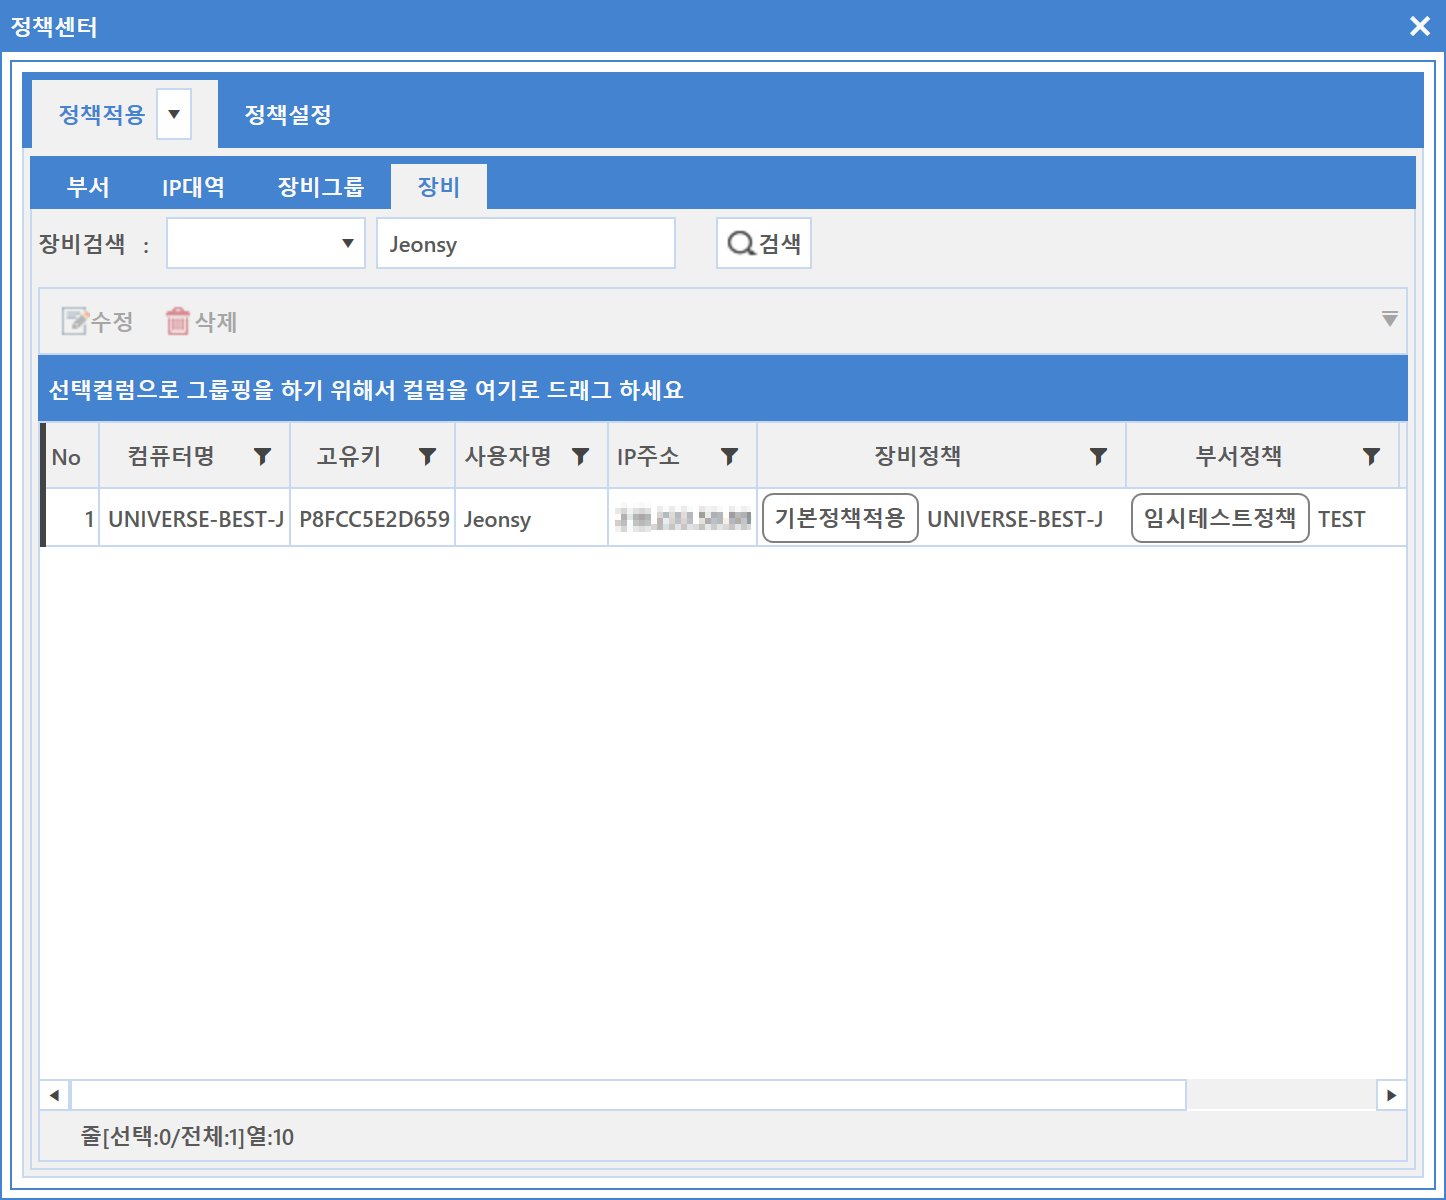 정책센터
정책적용 정책설정
부서 IP대역 장비그룹 장비
장비검색 : Jeonsy 검색
수정 삭제
선택컬럼으로 그룹핑을 하기 위해서 컬럼을 여기로 드래그 하세요
No 컴퓨터명 고유키 사용자명 IP주소 장비정책 부서정책
1 UNIVERSE-BEST-J P8FCC5E2D659 Jeonsy 기본정책적용 UNIVERSE-BEST-J 임시테스트정책 TEST
줄[선택:0/전체:1]열:10